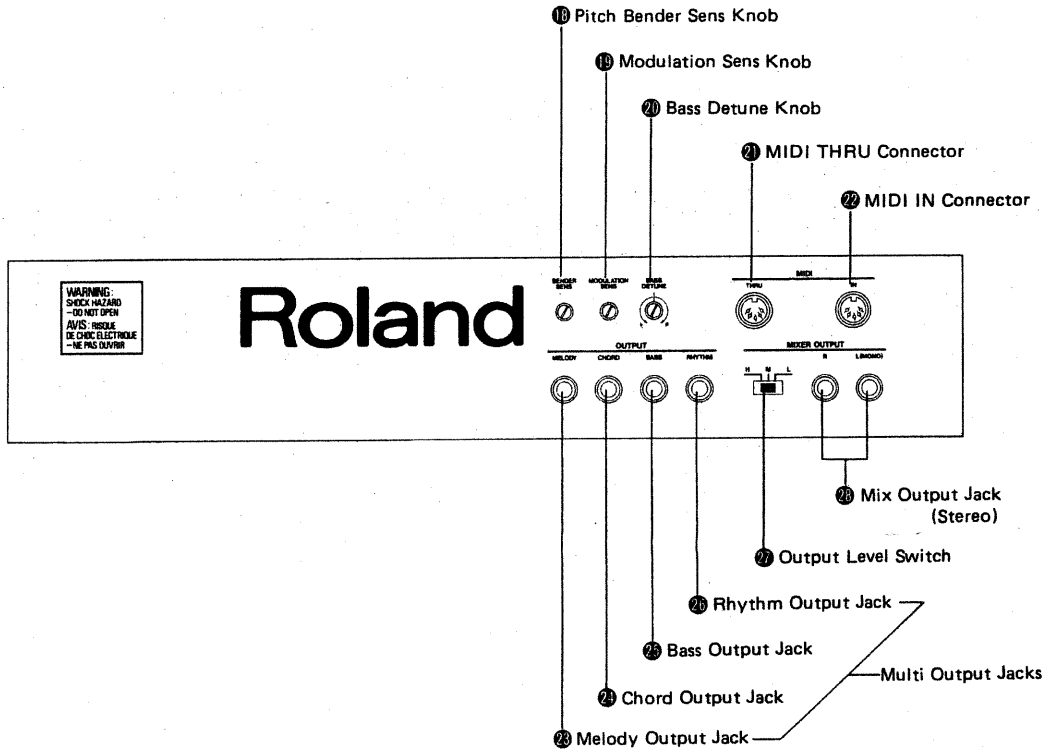 18 Pitch Bender Sens Knob
19 Modulation Sens Knob
20 Bass Detune Knob
21 MIDI THRU Connector
22 MIDI IN Connector
WARNING:
SHOCK HAZARD
–DO NOT OPEN
AVIS: RISQUE
DE CHOC ELECTRIQUE
–NE PAS OUVRIR
Roland
BENDER
SENS
MODULATION
SENS
BASS
DETUNE
MIDI
THRU
IN
OUTPUT
MELODY
CHORD
BASS
RHYTHM
MIXER OUTPUT
H M L
R
L(MONO)
28 Mix Output Jack
(Stereo)
27 Output Level Switch
26 Rhythm Output Jack
25 Bass Output Jack
Multi Output Jacks
24 Chord Output Jack
23 Melody Output Jack